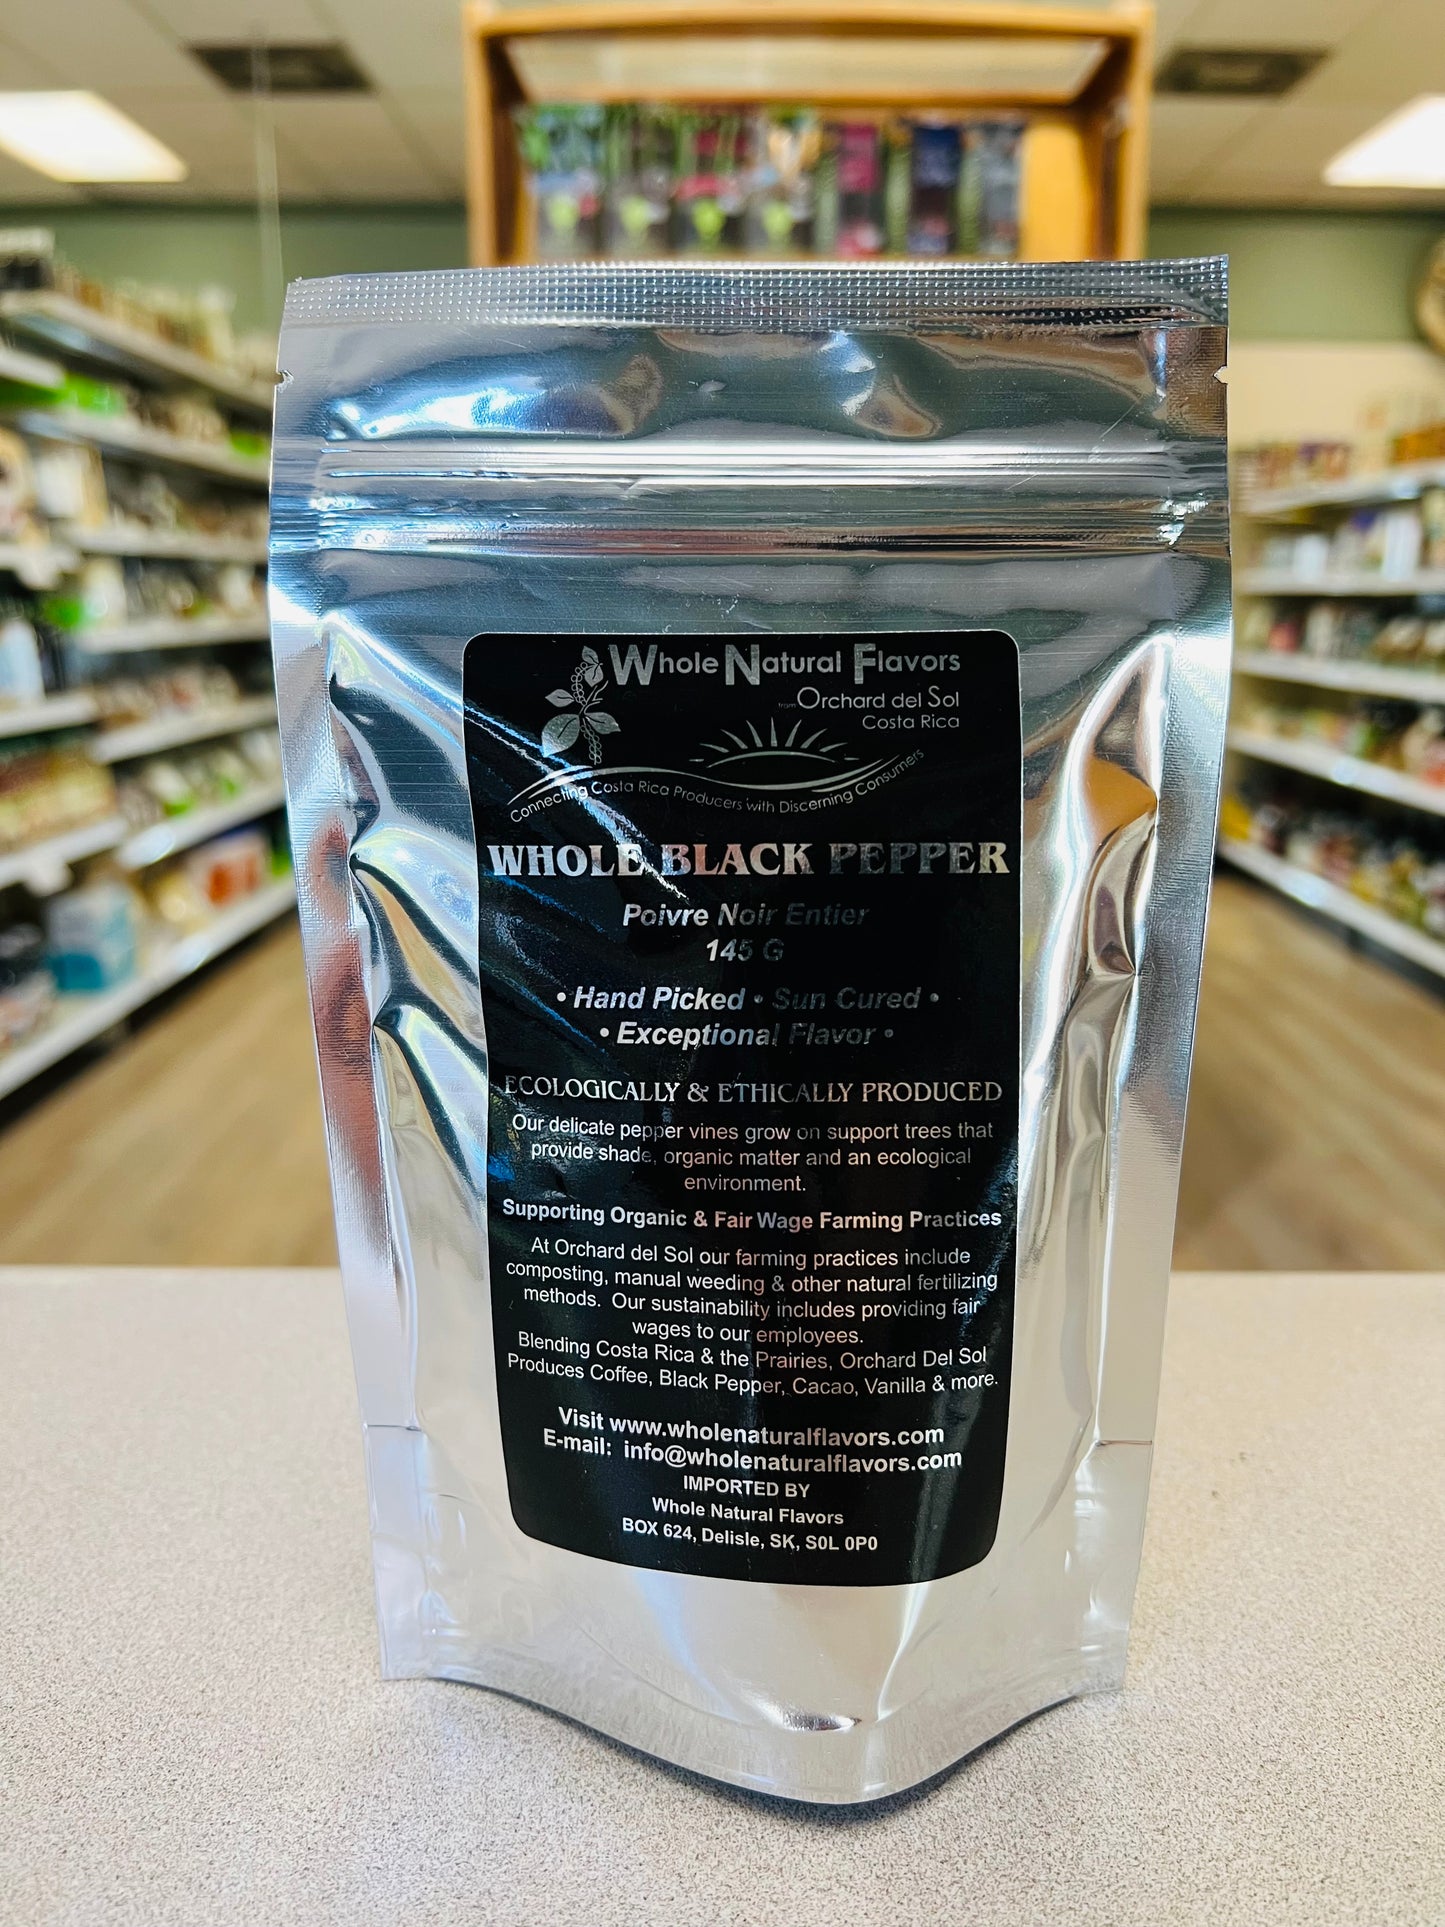 Whole Natural Flavors
from Orchard del Sol
Costa Rica
Connecting Costa Rica Producers with Discerning Consumers
WHOLE BLACK PEPPER
Poivre Noir Entier
145 G
• Hand Picked • Sun Cured •
• Exceptional Flavor •
ECOLOGICALLY & ETHICALLY PRODUCED
Our delicate pepper vines grow on support trees that
provide shade, organic matter and an ecological
environment.
Supporting Organic & Fair Wage Farming Practices
At Orchard del Sol our farming practices include
composting, manual weeding & other natural fertilizing
methods. Our sustainability includes providing fair
wages to our employees.
Blending Costa Rica & the Prairies, Orchard Del Sol
Produces Coffee, Black Pepper, Cacao, Vanilla & more.
Visit www.wholenaturalflavors.com
E-mail: info@wholenaturalflavors.com
IMPORTED BY
Whole Natural Flavors
BOX 624, Delisle, SK, S0L 0P0